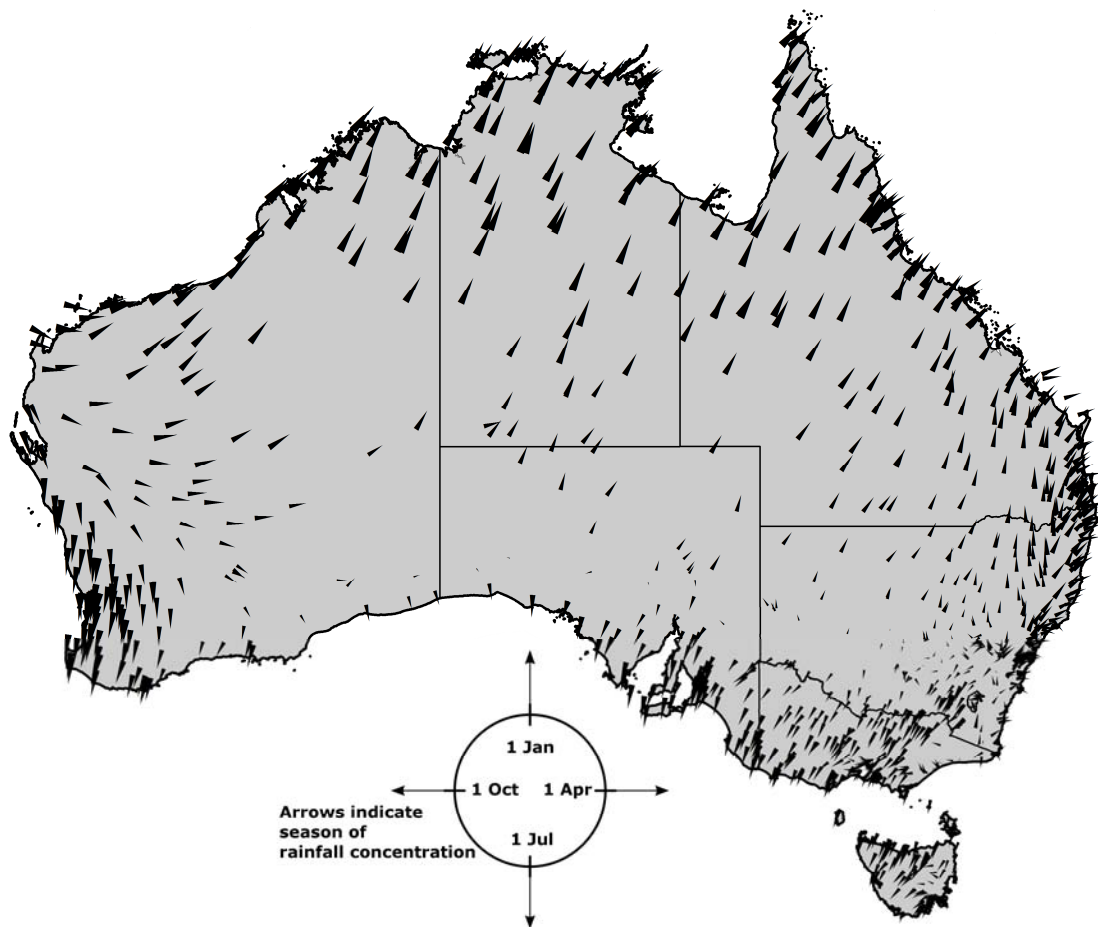 1 Jan
1 Oct 1 Apr
1 Jul
Arrows indicate
season of
rainfall concentration